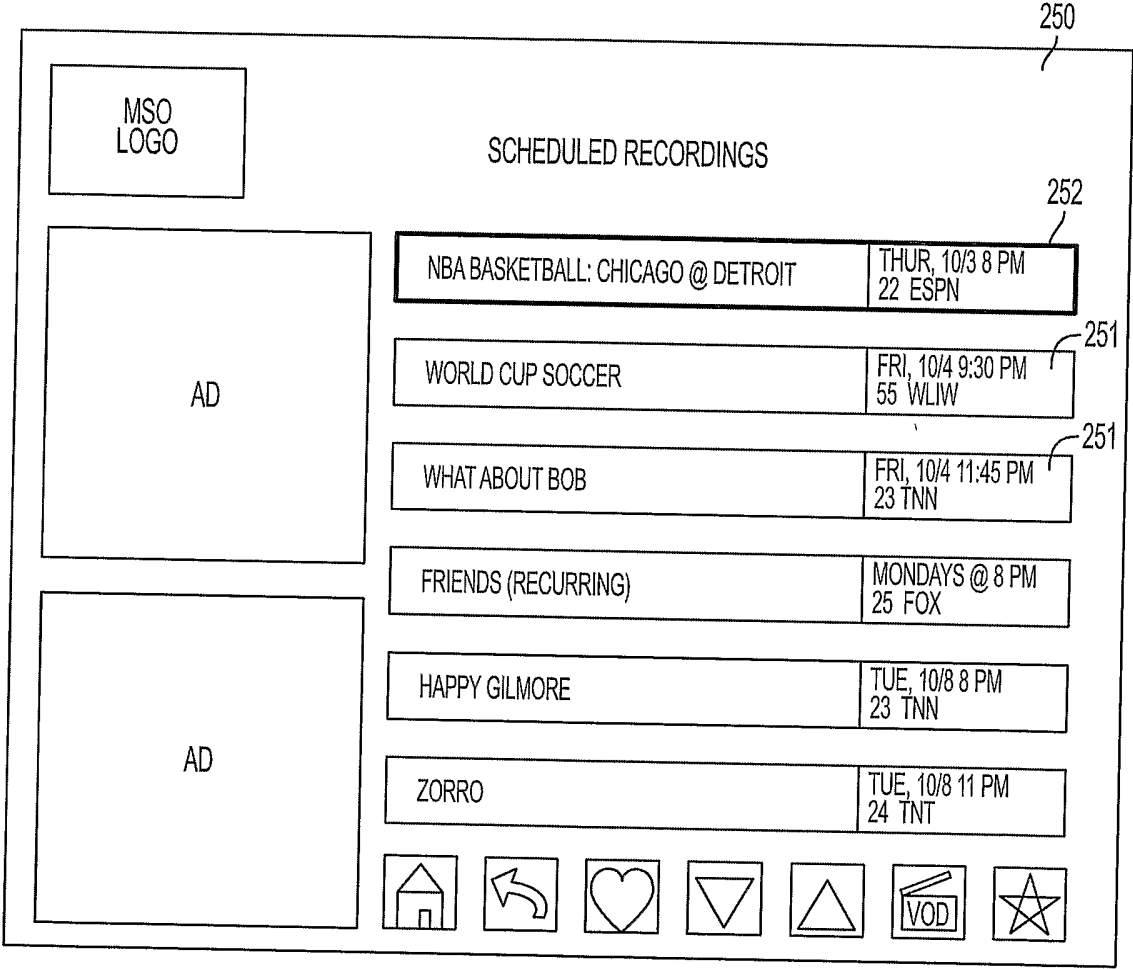 250
MSO
LOGO
SCHEDULED RECORDINGS
252
NBA BASKETBALL: CHICAGO @ DETROIT
THUR, 10/3 8 PM
22 ESPN
251
WORLD CUP SOCCER
FRI, 10/4 9:30 PM
55 WLIW
251
WHAT ABOUT BOB
FRI, 10/4 11:45 PM
23 TNN
FRIENDS (RECURRING)
MONDAYS @ 8 PM
25 FOX
HAPPY GILMORE
TUE, 10/8 8 PM
23 TNN
ZORRO
TUE, 10/8 11 PM
24 TNT
AD
AD
VOD